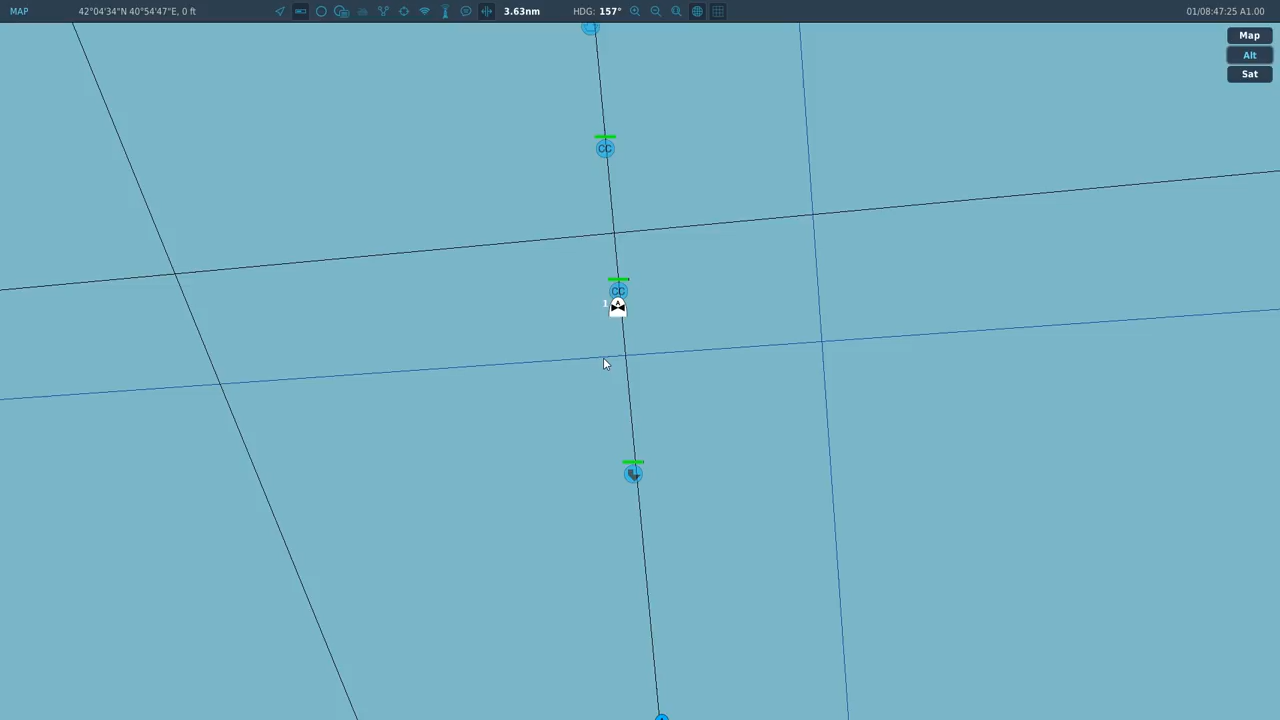 MAP 42°04'34"N 40°54'47"E, 0 ft 3.63nm HDG: 157° 01/08:47:25 A1.00
Map
Alt
Sat
CC
CC
1